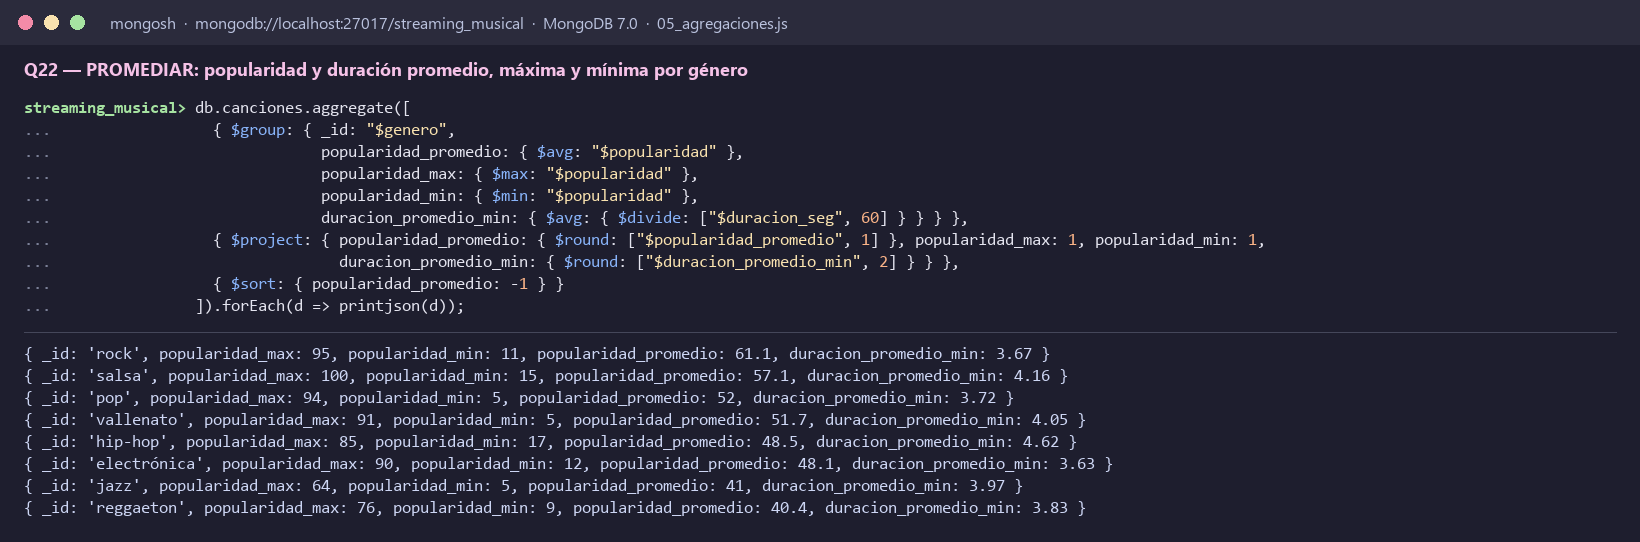 mongosh · mongodb://localhost:27017/streaming_musical · MongoDB 7.0 · 05_agregaciones.js
Q22 — PROMEDIAR: popularidad y duración promedio, máxima y mínima por género
streaming_musical> db.canciones.aggregate([
...                  { $group: { _id: "$genero",
...                              popularidad_promedio: { $avg: "$popularidad" },
...                              popularidad_max: { $max: "$popularidad" },
...                              popularidad_min: { $min: "$popularidad" },
...                              duracion_promedio_min: { $avg: { $divide: ["$duracion_seg", 60] } } } },
...                  { $project: { popularidad_promedio: { $round: ["$popularidad_promedio", 1] }, popularidad_max: 1, popularidad_min: 1,
...                                duracion_promedio_min: { $round: ["$duracion_promedio_min", 2] } } },
...                  { $sort: { popularidad_promedio: -1 } }
...                ]).forEach(d => printjson(d));
{ _id: 'rock', popularidad_max: 95, popularidad_min: 11, popularidad_promedio: 61.1, duracion_promedio_min: 3.67 }
{ _id: 'salsa', popularidad_max: 100, popularidad_min: 15, popularidad_promedio: 57.1, duracion_promedio_min: 4.16 }
{ _id: 'pop', popularidad_max: 94, popularidad_min: 5, popularidad_promedio: 52, duracion_promedio_min: 3.72 }
{ _id: 'vallenato', popularidad_max: 91, popularidad_min: 5, popularidad_promedio: 51.7, duracion_promedio_min: 4.05 }
{ _id: 'hip-hop', popularidad_max: 85, popularidad_min: 17, popularidad_promedio: 48.5, duracion_promedio_min: 4.62 }
{ _id: 'electrónica', popularidad_max: 90, popularidad_min: 12, popularidad_promedio: 48.1, duracion_promedio_min: 3.63 }
{ _id: 'jazz', popularidad_max: 64, popularidad_min: 5, popularidad_promedio: 41, duracion_promedio_min: 3.97 }
{ _id: 'reggaeton', popularidad_max: 76, popularidad_min: 9, popularidad_promedio: 40.4, duracion_promedio_min: 3.83 }